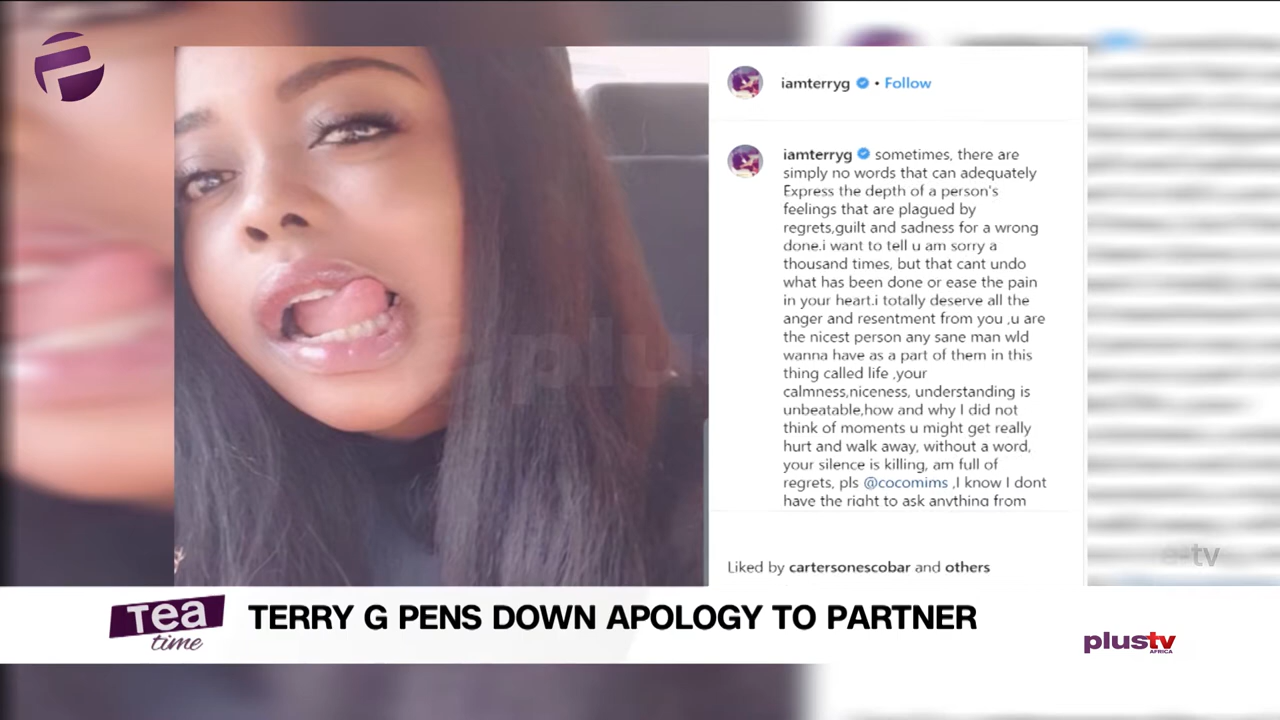 iamterryg • Follow
iamterryg sometimes, there are
simply no words that can adequately
Express the depth of a person's
feelings that are plagued by
regrets,guilt and sadness for a wrong
done.i want to tell u am sorry a
thousand times, but that cant undo
what has been done or ease the pain
in your heart.i totally deserve all the
anger and resentment from you ,u are
the nicest person any sane man wld
wanna have as a part of them in this
thing called life ,your
calmness,niceness, understanding is
unbeatable,how and why I did not
think of moments u might get really
hurt and walk away, without a word,
your silence is killing, am full of
regrets, pls @cocomims ,I know I dont
have the right to ask anything from
Liked by cartersonescobar and others
plus
e-tv
Tea
time
TERRY G PENS DOWN APOLOGY TO PARTNER
plustv
AFRICA